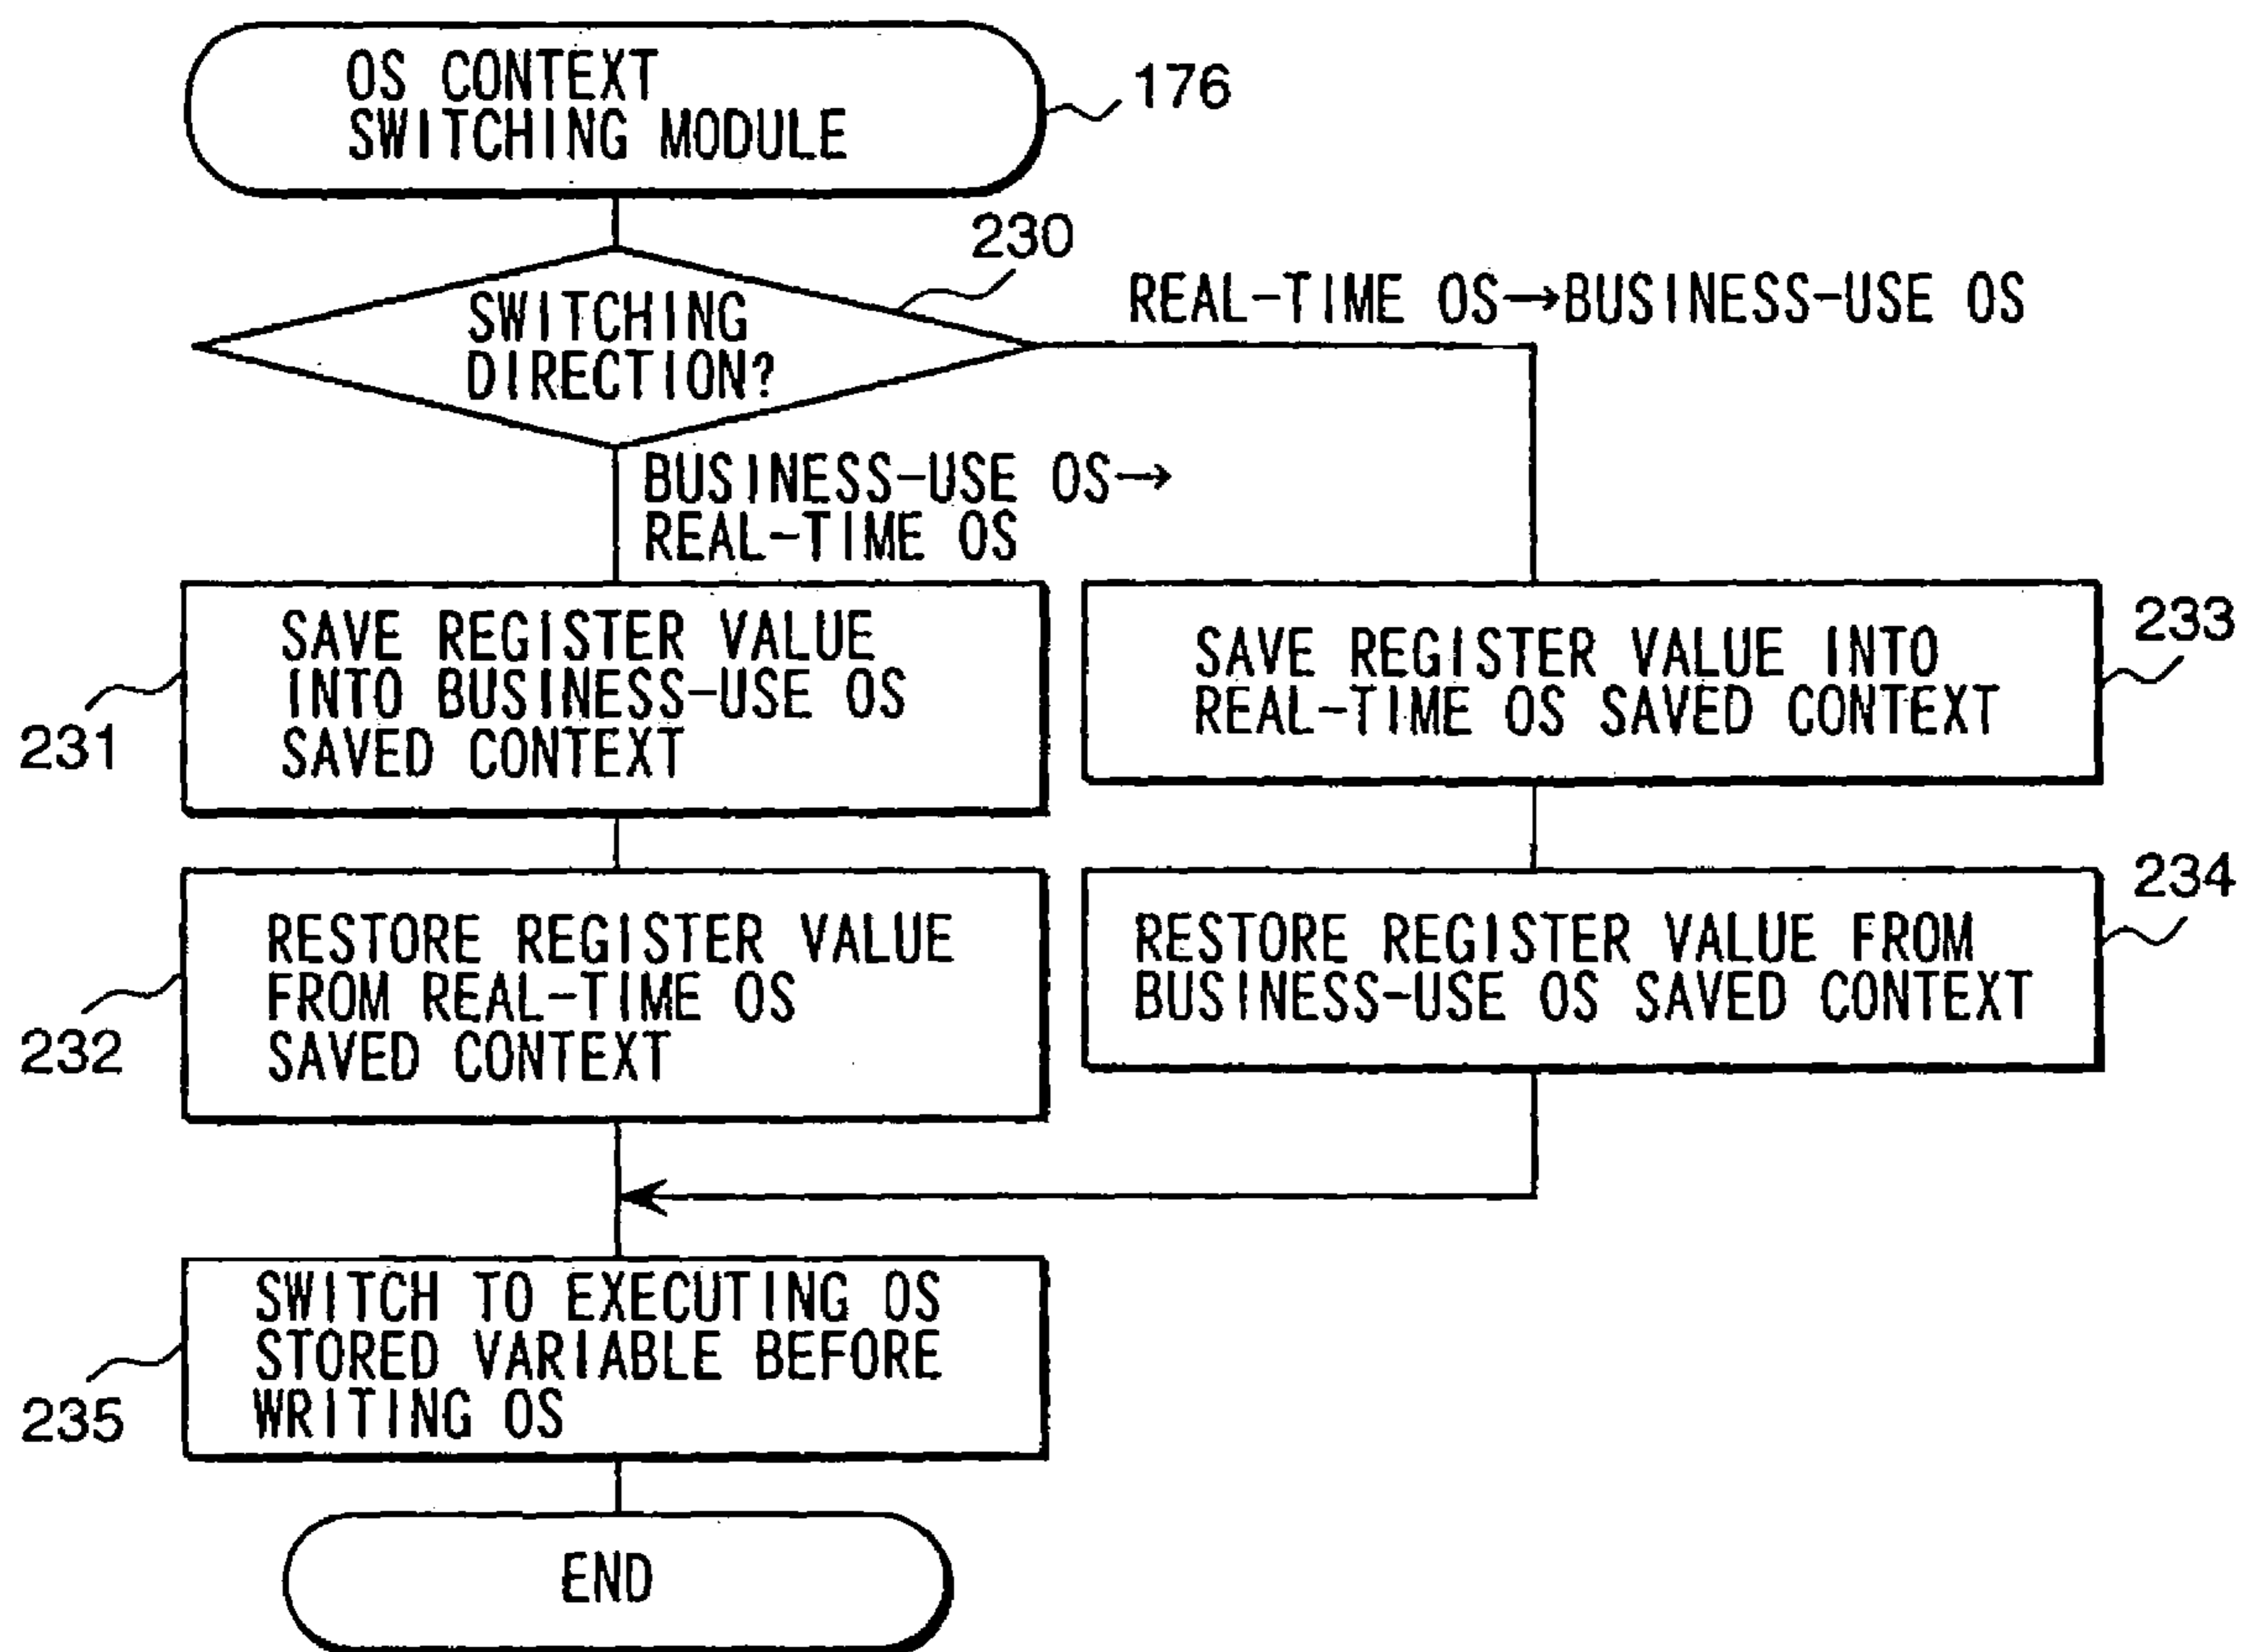 OS CONTEXT
SWITCHING MODULE
176
230
SWITCHING
DIRECTION?
REAL-TIME OS→BUSINESS-USE OS
BUSINESS-USE OS→
REAL-TIME OS
SAVE REGISTER VALUE
INTO BUSINESS-USE OS
SAVED CONTEXT
231
SAVE REGISTER VALUE INTO
REAL-TIME OS SAVED CONTEXT
233
RESTORE REGISTER VALUE
FROM REAL-TIME OS
SAVED CONTEXT
232
RESTORE REGISTER VALUE FROM
BUSINESS-USE OS SAVED CONTEXT
234
SWITCH TO EXECUTING OS
STORED VARIABLE BEFORE
WRITING OS
235
END